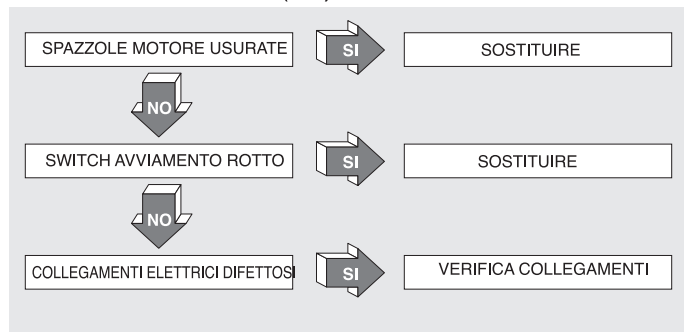 SPAZZOLE MOTORE USURATE
SI
SOSTITUIRE
NO
SWITCH AVVIAMENTO ROTTO
SI
SOSTITUIRE
NO
COLLEGAMENTI ELETTRICI DIFETTOSI
SI
VERIFICA COLLEGAMENTI